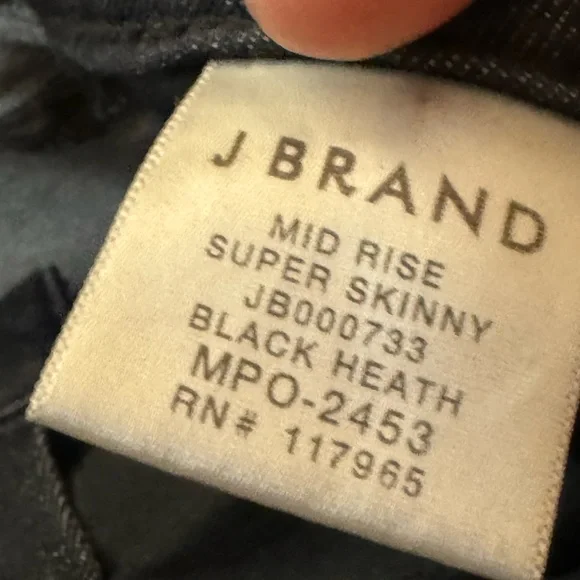 J BRAND
MID RISE
SUPER SKINNY
JB000733
BLACK HEATH
MPO-2453
RN# 117965